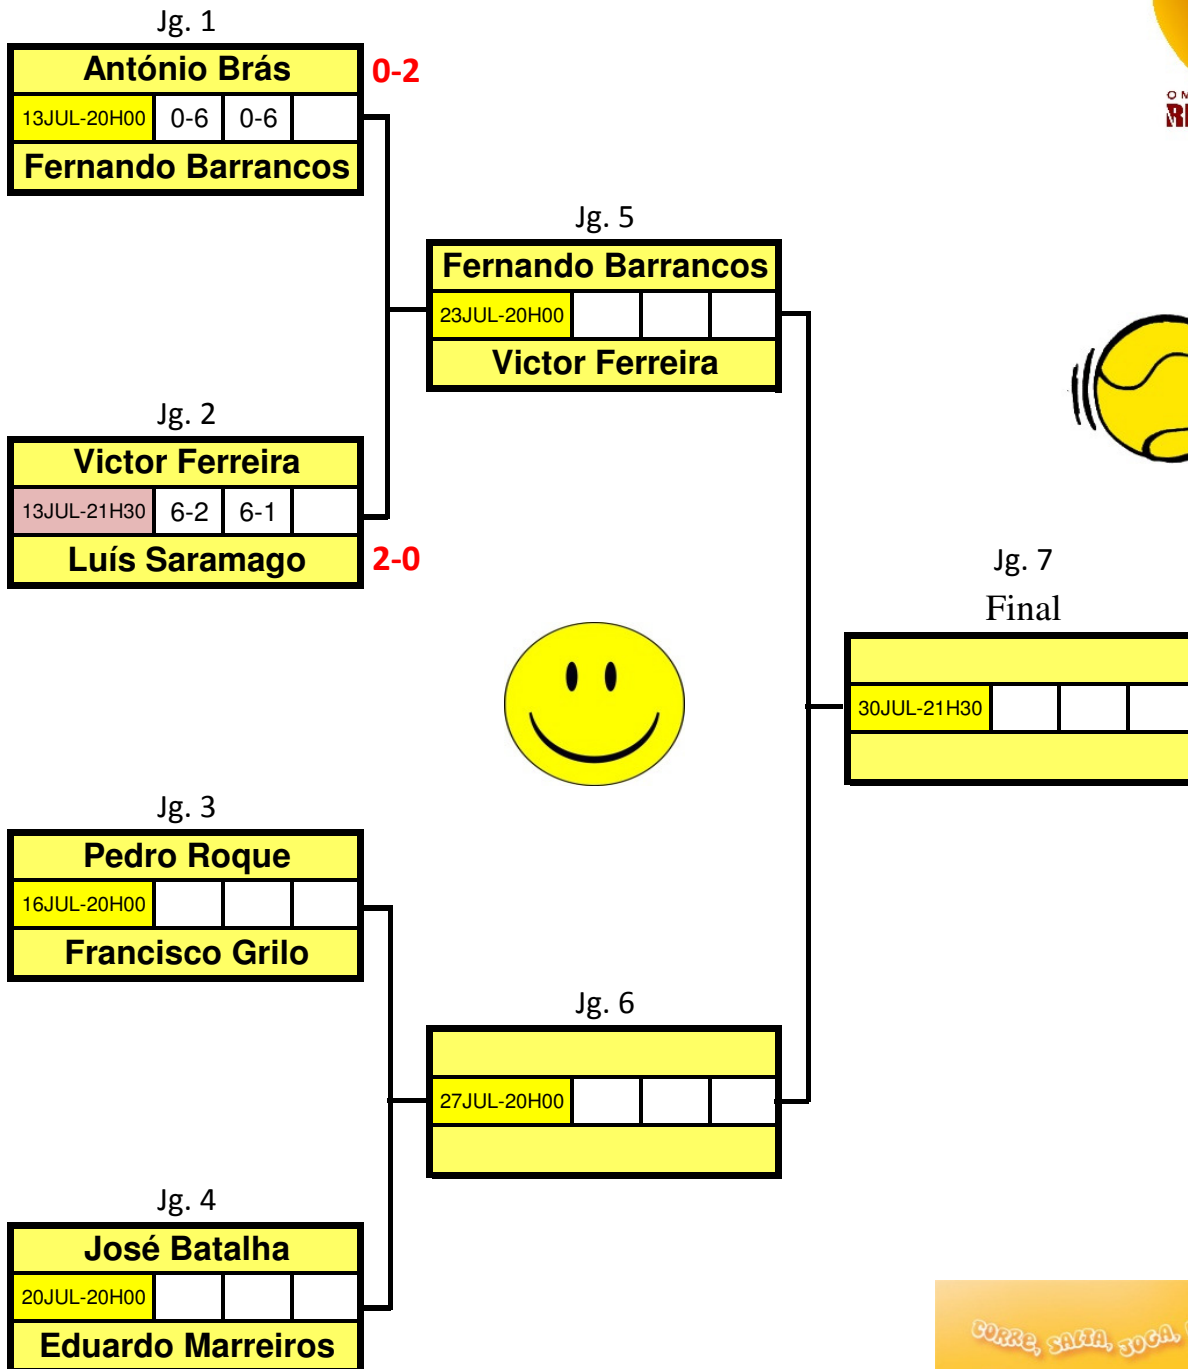 Jg. 1
António Brás 0-2
13JUL-20H00 0-6 0-6
Fernando Barrancos
Jg. 5
Fernando Barrancos
23JUL-20H00
Victor Ferreira
Jg. 2
Victor Ferreira
13JUL-21H30 6-2 6-1
Luís Saramago 2-0
Jg. 7
Final
30JUL-21H30
Jg. 3
Pedro Roque
16JUL-20H00
Francisco Grilo
Jg. 6
27JUL-20H00
Jg. 4
José Batalha
20JUL-20H00
Eduardo Marreiros
CORRE, SALTA, JOGA,